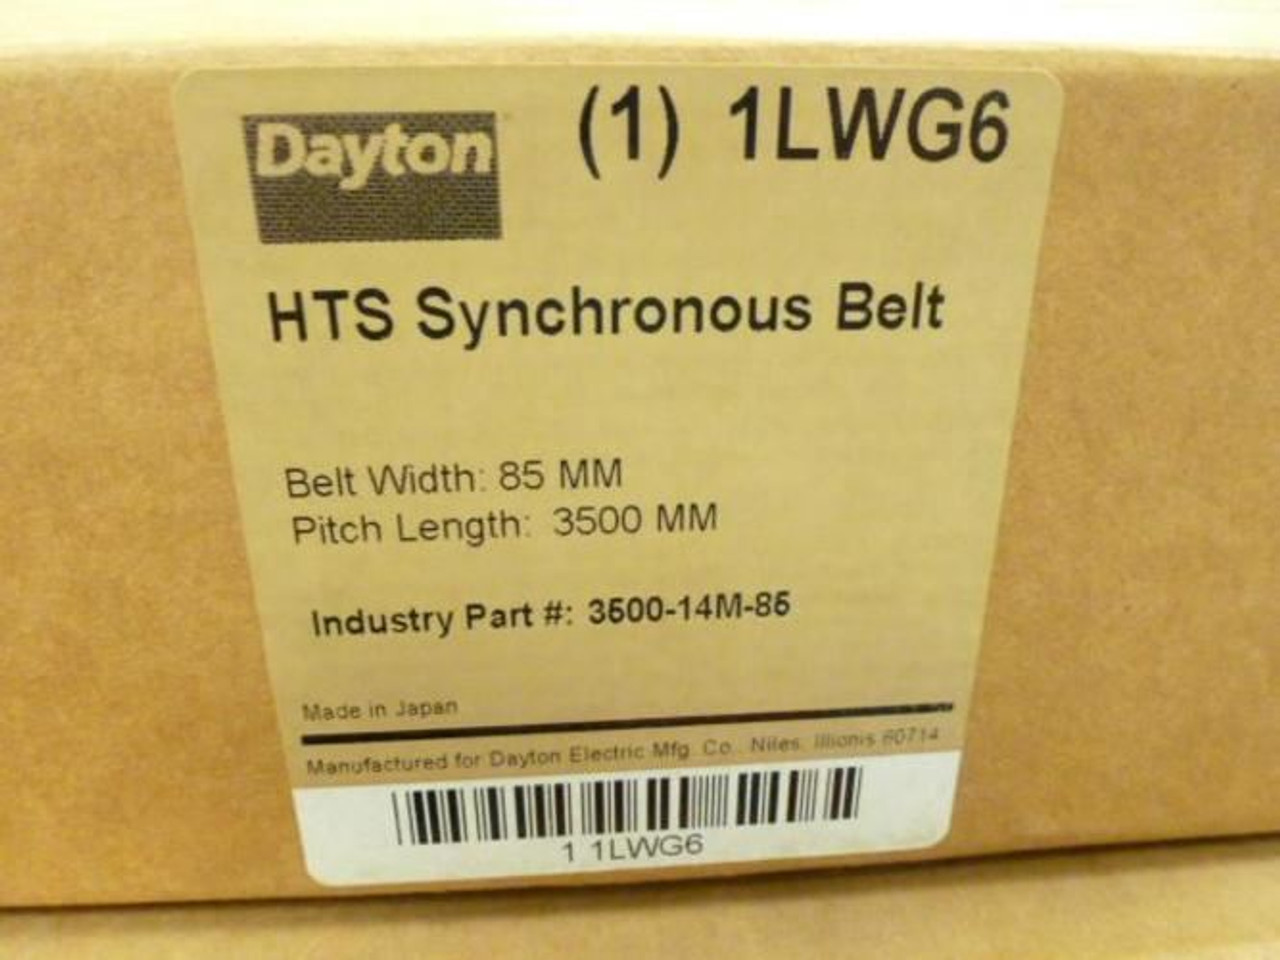 Dayton
(1) 1LWG6
HTS Synchronous Belt
Belt Width: 85 MM
Pitch Length: 3500 MM
Industry Part #: 3500-14M-85
Made in Japan
Manufactured for Dayton Electric Mfg. Co. Niles, Illionis 60714
1 1LWG6